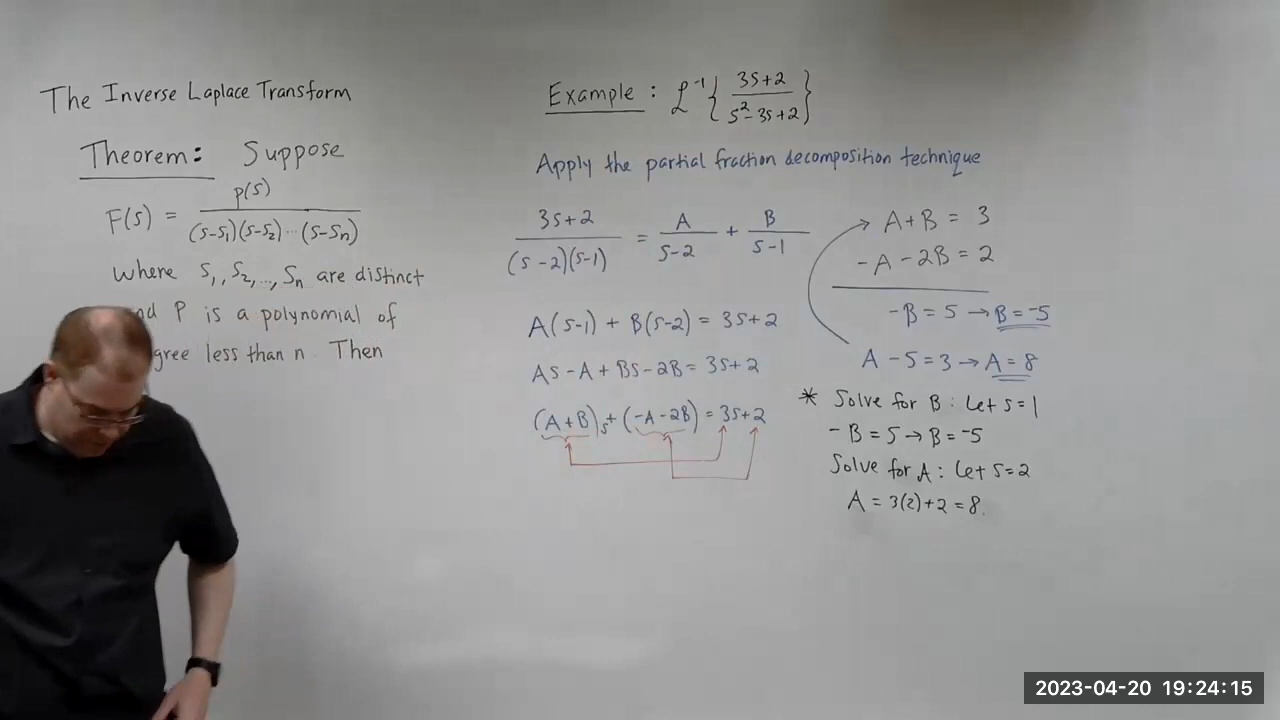 The Inverse Laplace Transform
Theorem: Suppose
F(s) = p(s) / (s-s₁)(s-s₂)...(s-sₙ)
where s₁, s₂, ..., sₙ are distinct
P is a polynomial of
less than n. Then
Example: ℒ⁻¹{ 3s+2 / s²-3s+2 }
Apply the partial fraction decomposition technique
3s+2 / (s-2)(s-1) = A / s-2 + B / s-1
A(s-1) + B(s-2) = 3s+2
As-A+Bs-2B = 3s+2
(A+B)s + (-A-2B) = 3s+2
A+B = 3
-A-2B = 2
-B = 5 → B = -5
A-5 = 3 → A = 8
* Solve for B: Let s=1
-B = 5 → B = -5
Solve for A: Let s=2
A = 3(2)+2 = 8.
2023-04-20 19:24:15